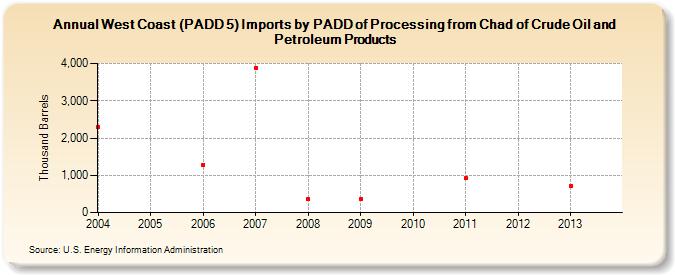 Annual West Coast (PADD 5) Imports by PADD of Processing from Chad of Crude Oil and
Petroleum Products
Thousand Barrels
4,000
3,000
2,000
1,000
0
2004 2005 2006 2007 2008 2009 2010 2011 2012 2013
Source: U.S. Energy Information Administration